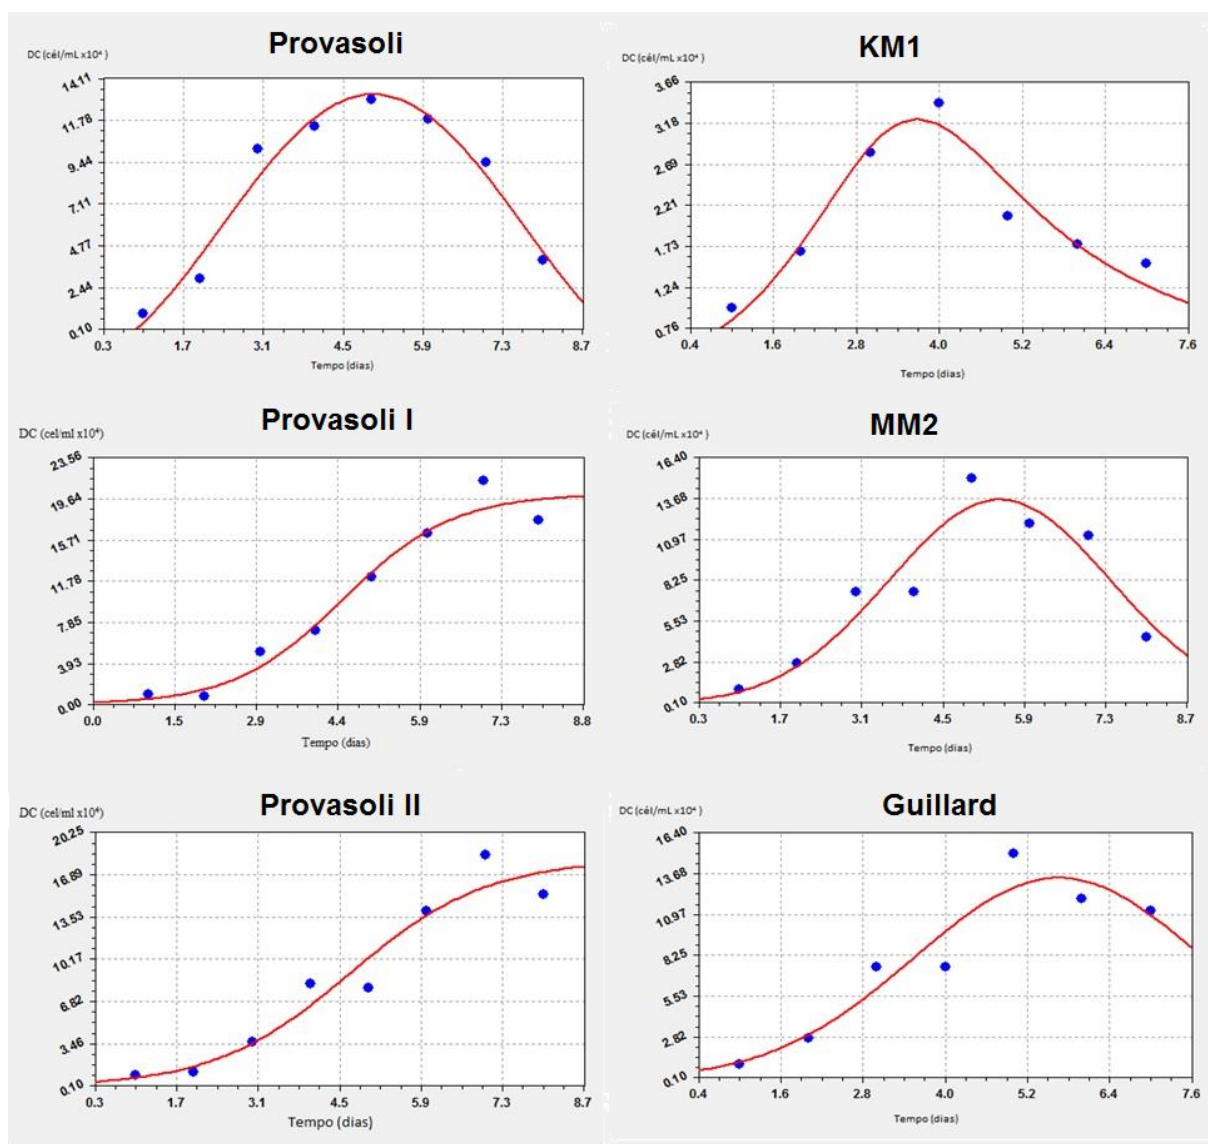 Provasoli
DC (cél/mL x10⁴ )
14.11
11.78
9.44
7.11
4.77
2.44
0.10
0.3 1.7 3.1 4.5 5.9 7.3 8.7
Tempo (dias)
KM1
DC (cél/mL x10⁴ )
3.66
3.18
2.69
2.21
1.73
1.24
0.76
0.4 1.6 2.8 4.0 5.2 6.4 7.6
Tempo (dias)
Provasoli I
DC (cel/ml x10⁴)
23.56
19.64
15.71
11.78
7.85
3.93
0.00
0.0 1.5 2.9 4.4 5.9 7.3 8.8
Tempo (dias)
MM2
DC (cél/mL x10⁴ )
16.40
13.68
10.97
8.25
5.53
2.82
0.10
0.3 1.7 3.1 4.5 5.9 7.3 8.7
Tempo (dias)
Provasoli II
DC (cel/ml x10⁴)
20.25
16.89
13.53
10.17
6.82
3.46
0.10
0.3 1.7 3.1 4.5 5.9 7.3 8.7
Tempo (dias)
Guillard
DC (cél/mL x10⁴ )
16.40
13.68
10.97
8.25
5.53
2.82
0.10
0.4 1.6 2.8 4.0 5.2 6.4 7.6
Tempo (dias)